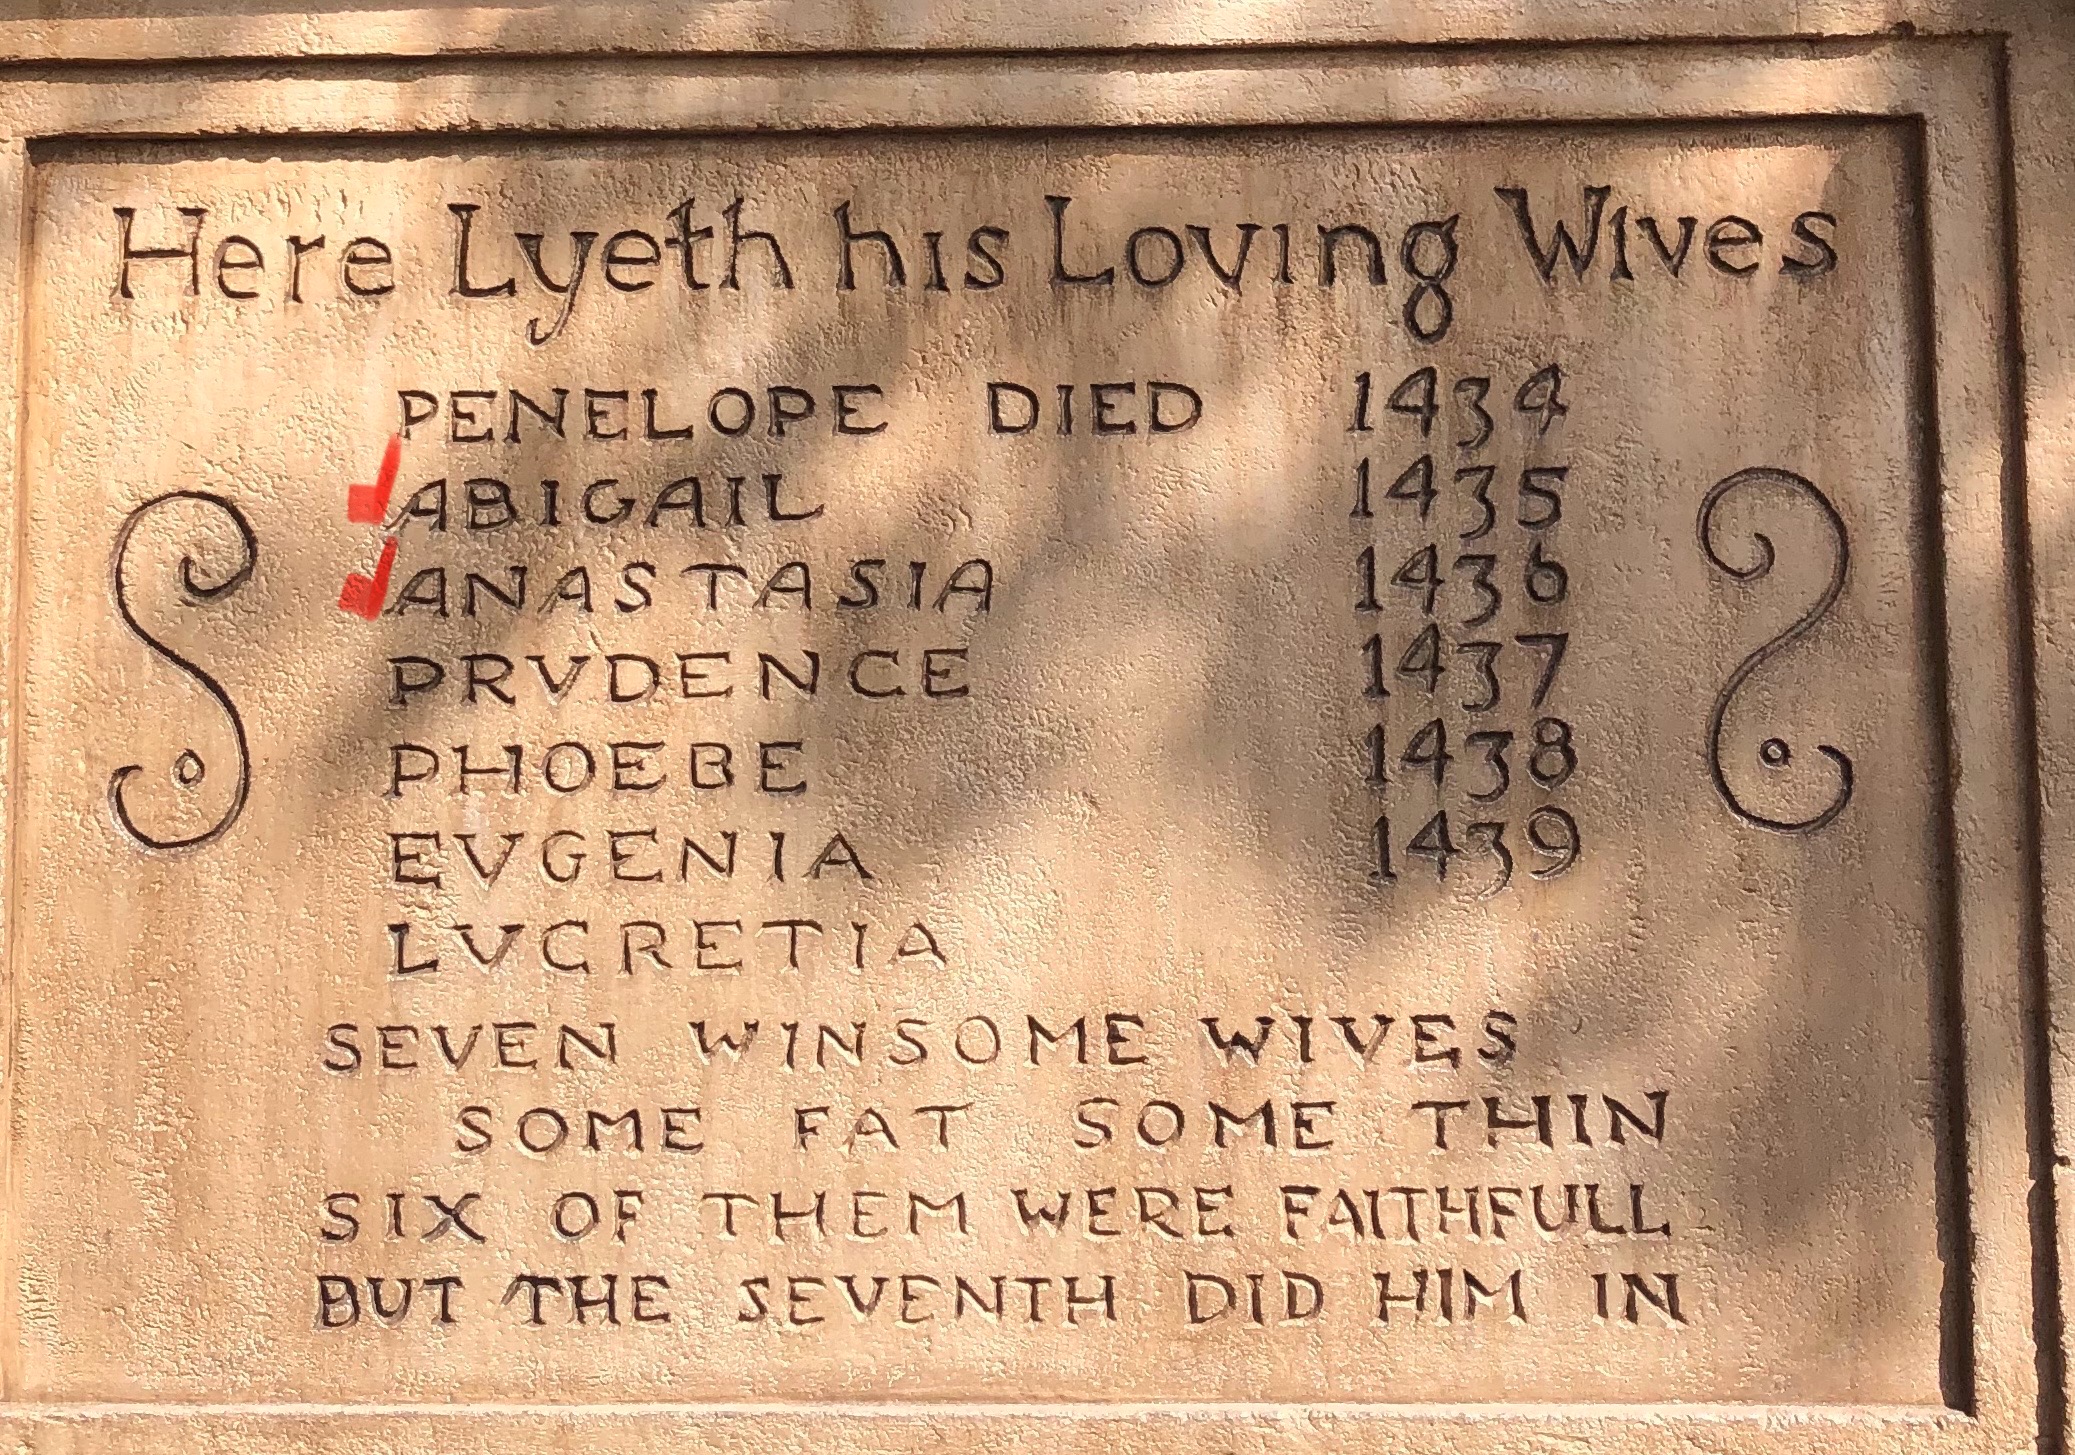 Here Lyeth his Loving Wives
PENELOPE DIED 1434
ABIGAIL 1435
ANASTASIA 1436
PRVDENCE 1437
PHOEBE 1438
EVGENIA 1439
LVCRETIA
SEVEN WINSOME WIVES
SOME FAT SOME THIN
SIX OF THEM WERE FAITHFULL
BUT THE SEVENTH DID HIM IN